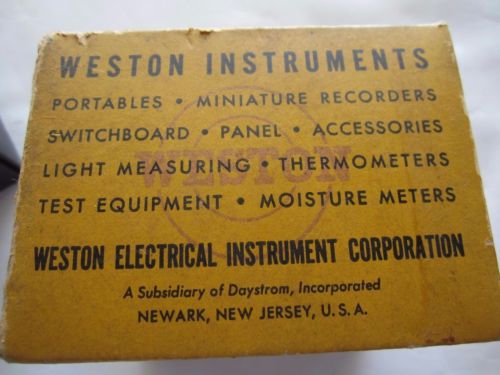 WESTON INSTRUMENTS
PORTABLES • MINIATURE RECORDERS
SWITCHBOARD • PANEL • ACCESSORIES
LIGHT MEASURING • THERMOMETERS
WESTON
TEST EQUIPMENT • MOISTURE METERS
WESTON ELECTRICAL INSTRUMENT CORPORATION
A Subsidiary of Daystrom, Incorporated
NEWARK, NEW JERSEY, U.S.A.